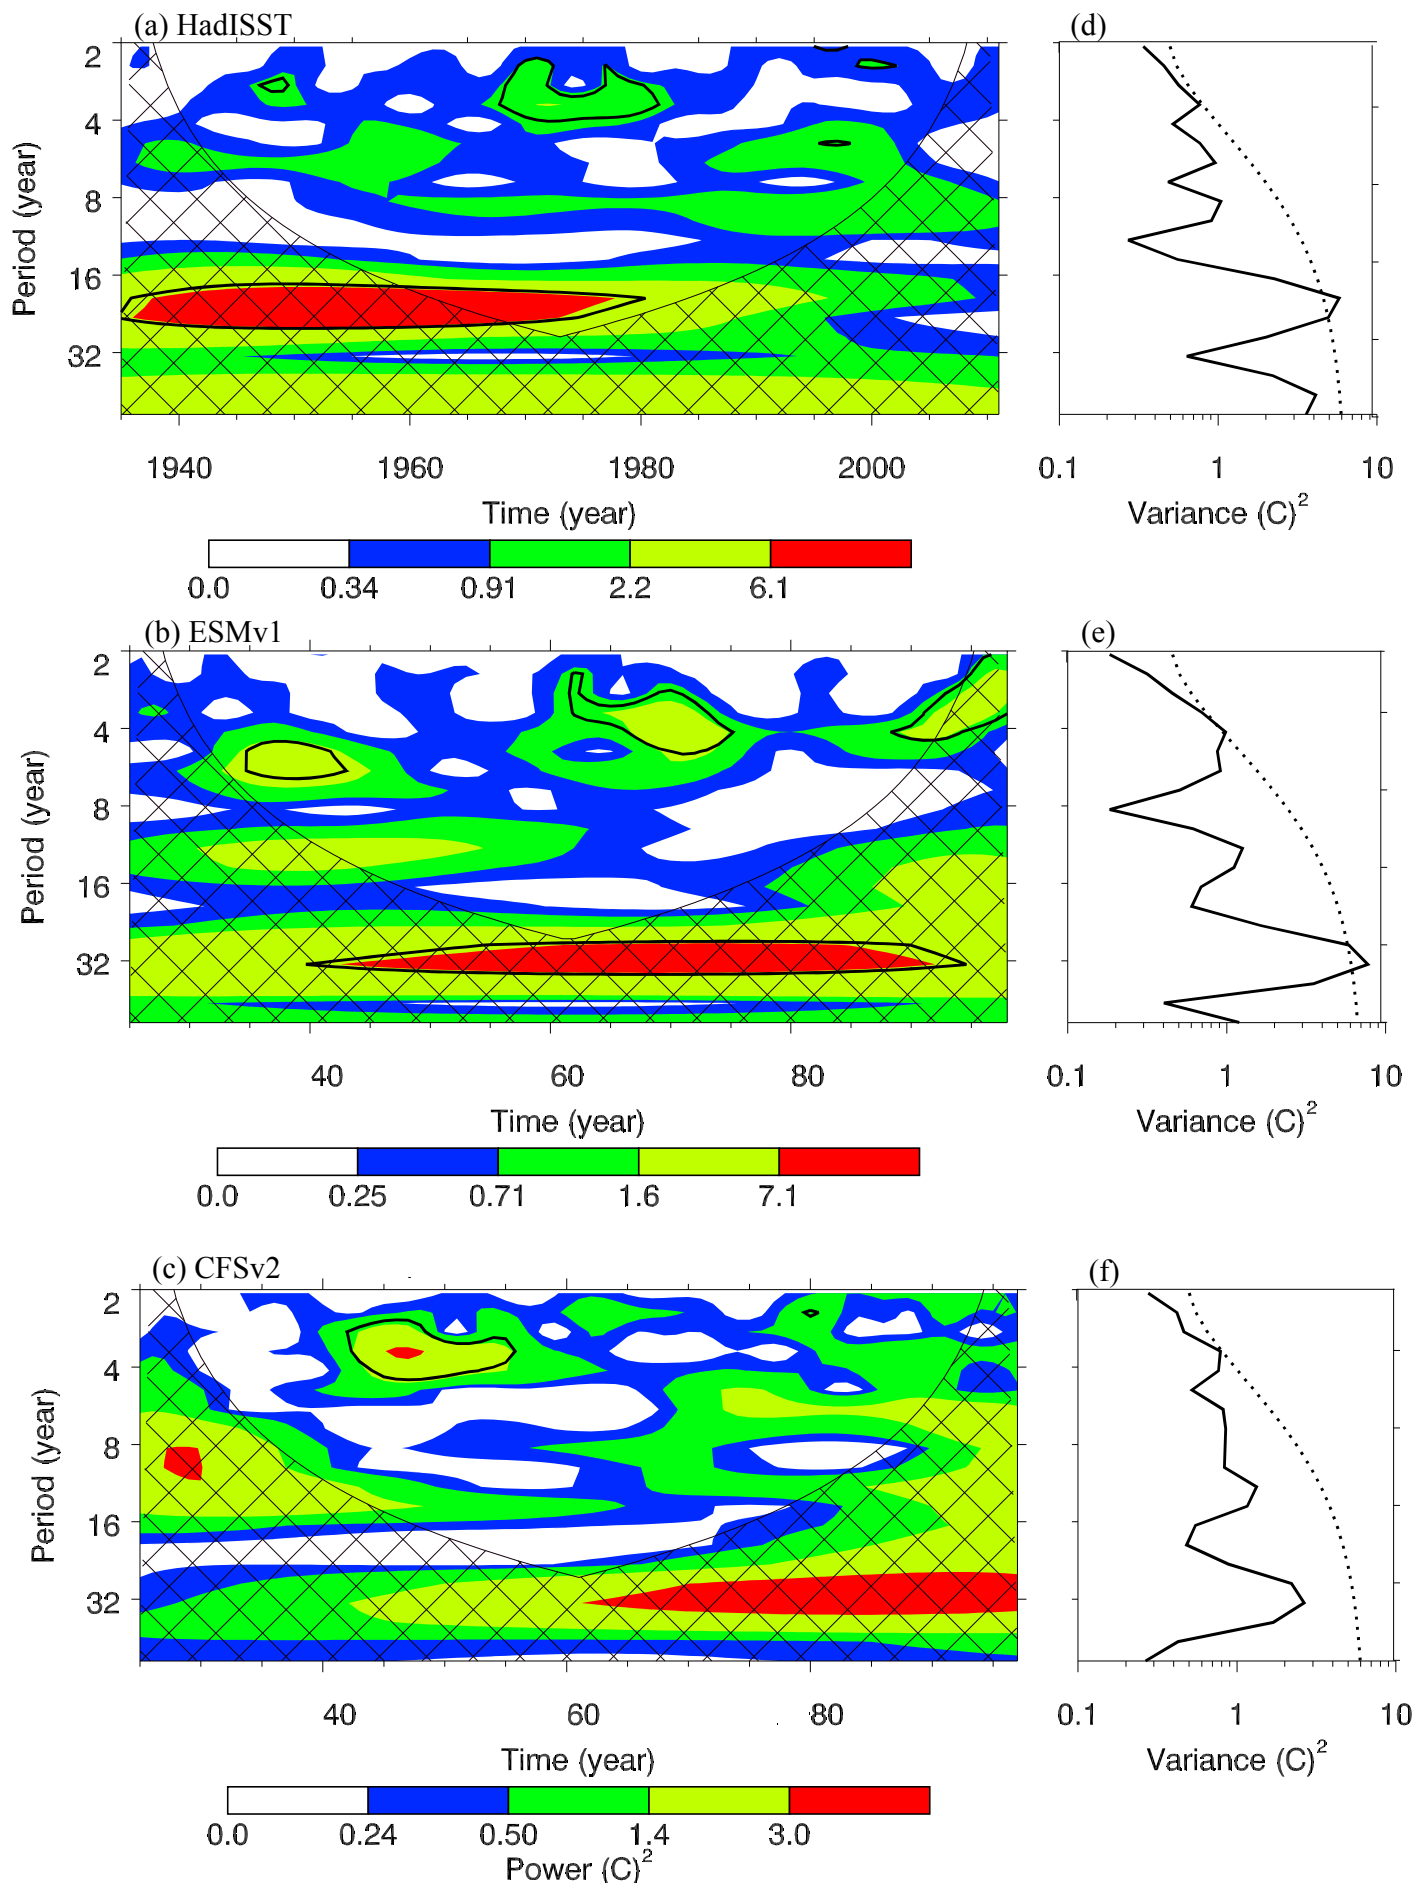 (a) HadISST
(d)
2
4
8
16
32
Period (year)
1940 1960 1980 2000
Time (year)
0.1 1 10
Variance (C)²
0.0 0.34 0.91 2.2 6.1
(b) ESMv1
(e)
2
4
8
16
32
Period (year)
40 60 80
Time (year)
0.1 1 10
Variance (C)²
0.0 0.25 0.71 1.6 7.1
(c) CFSv2
(f)
2
4
8
16
32
Period (year)
40 60 80
Time (year)
0.1 1 10
Variance (C)²
0.0 0.24 0.50 1.4 3.0
Power (C)²